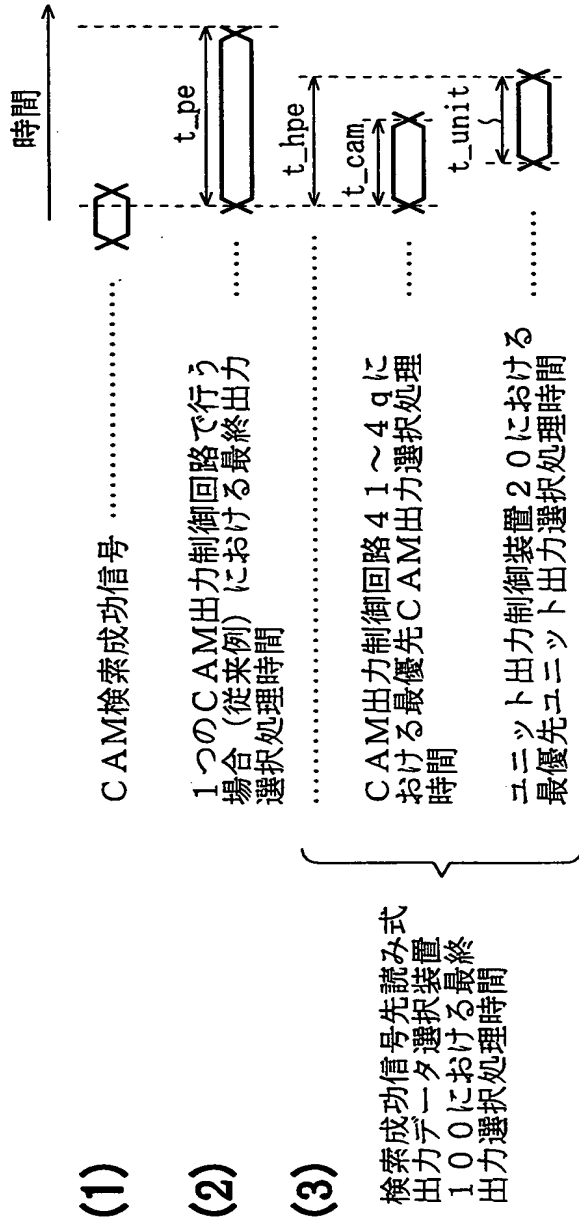 時間
(1)
CAM検索成功信号 ………………
(2)
1つのCAM出力制御回路で行う
場合(従来例)における最終出力
選択処理時間
……
t_pe
(3)
検索成功信号先読み式
出力データ選択装置
100における最終
出力選択処理時間
………………………………
t_hpe
CAM出力制御回路41~4qに
おける最優先CAM出力選択処理
時間
……
t_cam
ユニット出力制御装置20における
最優先ユニット出力選択処理時間
………
t_unit